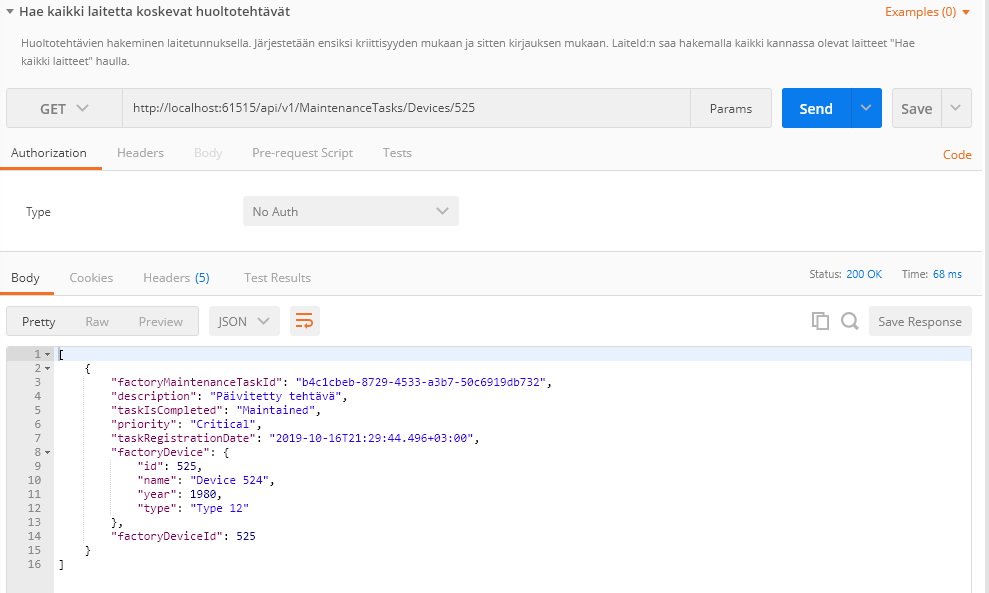 Hae kaikki laitetta koskevat huoltotehtävät
Examples (0)
Huoltotehtävien hakeminen laitetunnuksella. Järjestetään ensiksi kriittisyyden mukaan ja sitten kirjauksen mukaan. LaiteId:n saa hakemalla kaikki kannassa olevat laitteet "Hae
kaikki laitteet" haulla.
GET http://localhost:61515/api/v1/MaintenanceTasks/Devices/525 Params Send Save
Authorization Headers Body Pre-request Script Tests Code
Type No Auth
Body Cookies Headers (5) Test Results Status: 200 OK Time: 68 ms
Pretty Raw Preview JSON Save Response
1 [
2 {
3 "factoryMaintenanceTaskId": "b4c1cbeb-8729-4533-a3b7-50c6919db732",
4 "description": "Päivitetty tehtävä",
5 "taskIsCompleted": "Maintained",
6 "priority": "Critical",
7 "taskRegistrationDate": "2019-10-16T21:29:44.496+03:00",
8 "factoryDevice": {
9 "id": 525,
10 "name": "Device 524",
11 "year": 1980,
12 "type": "Type 12"
13 },
14 "factoryDeviceId": 525
15 }
16 ]